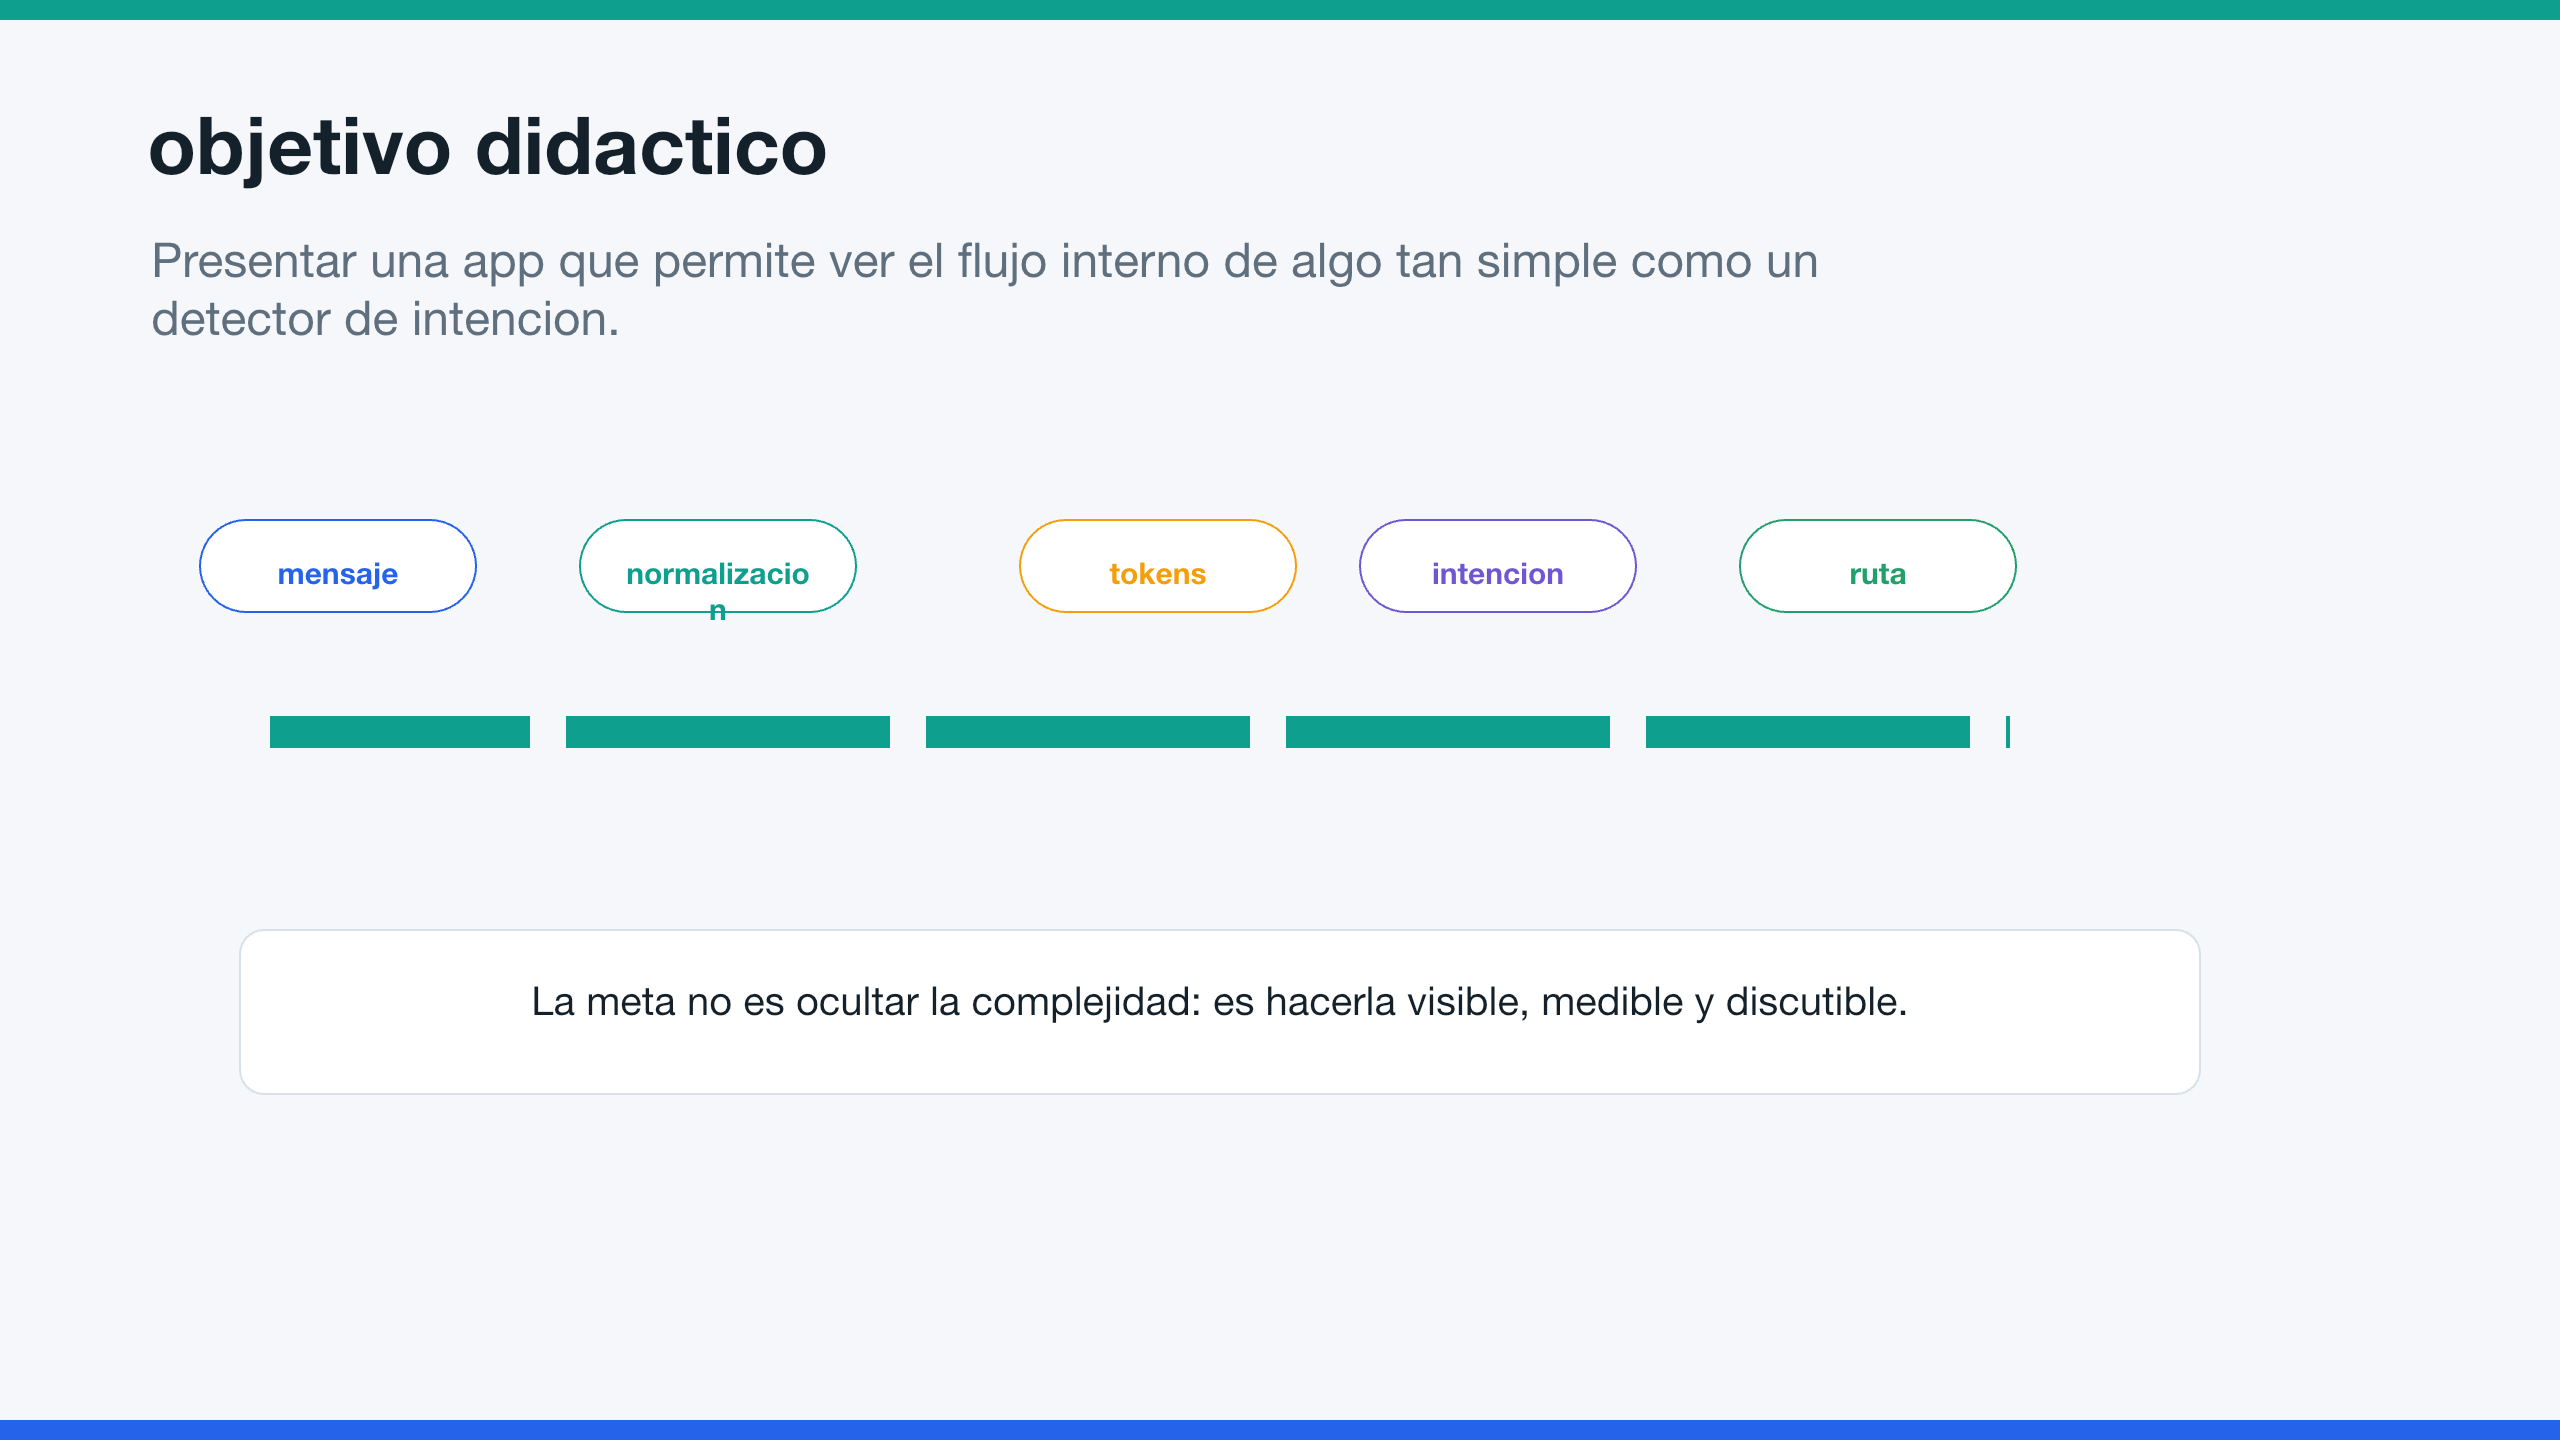 objetivo didactico
Presentar una app que permite ver el flujo interno de algo tan simple como un
detector de intencion.
mensaje
normalizacio
n
tokens
intencion
ruta
La meta no es ocultar la complejidad: es hacerla visible, medible y discutible.